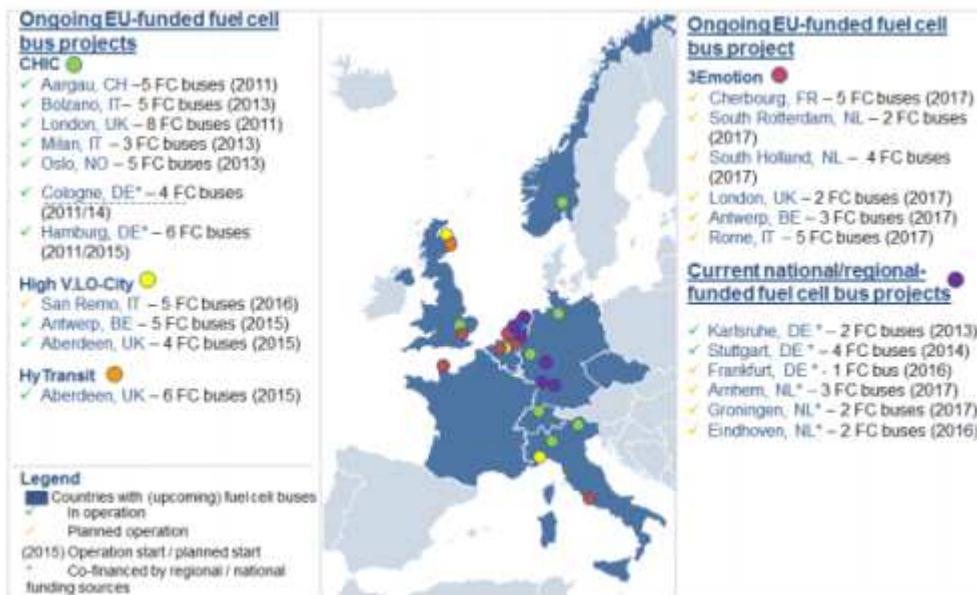 Ongoing EU-funded fuel cell
bus projects
CHIC
✓ Aargau, CH –5 FC buses (2011)
✓ Bolzano, IT– 5 FC buses (2013)
✓ London, UK – 8 FC buses (2011)
✓ Milan, IT – 3 FC buses (2013)
✓ Oslo, NO – 5 FC buses (2013)
✓ Cologne, DE* – 4 FC buses
(2011/14)
✓ Hamburg, DE* – 6 FC buses
(2011/2015)
High V.LO-City
✓ San Remo, IT – 5 FC buses (2016)
✓ Antwerp, BE – 5 FC buses (2015)
✓ Aberdeen, UK – 4 FC buses (2015)
HyTransit
✓ Aberdeen, UK – 6 FC buses (2015)
Legend
Countries with (upcoming) fuel cell buses
✓ In operation
✓ Planned operation
(2015) Operation start / planned start
* Co-financed by regional / national
funding sources
Ongoing EU-funded fuel cell
bus project
3Emotion
✓ Cherbourg, FR – 5 FC buses (2017)
✓ South Rotterdam, NL – 2 FC buses
(2017)
✓ South Holland, NL – 4 FC buses
(2017)
✓ London, UK – 2 FC buses (2017)
✓ Antwerp, BE – 3 FC buses (2017)
✓ Rome, IT – 5 FC buses (2017)
Current national/regional-
funded fuel cell bus projects
✓ Karlsruhe, DE * – 2 FC buses (2013)
✓ Stuttgart, DE * – 4 FC buses (2014)
✓ Frankfurt, DE * - 1 FC bus (2016)
✓ Arnhem, NL* – 3 FC buses (2017)
✓ Groningen, NL* – 2 FC buses (2017)
✓ Eindhoven, NL* – 2 FC buses (2016)